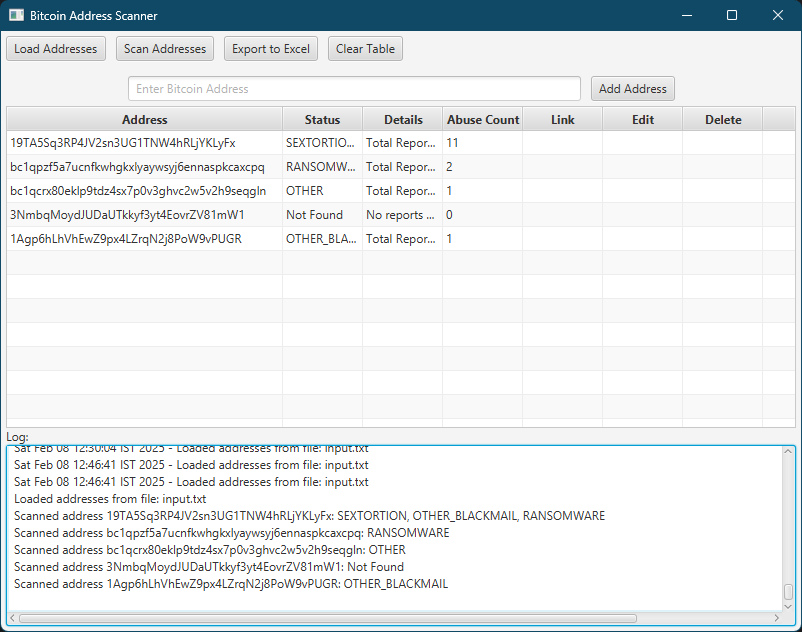 Bitcoin Address Scanner
Load Addresses Scan Addresses Export to Excel Clear Table
Enter Bitcoin Address Add Address
Address Status Details Abuse Count Link Edit Delete
19TA5Sq3RP4JV2sn3UG1TNW4hRLjYKLyFx SEXTORTIO... Total Repor... 11
bc1qpzf5a7ucnfkwhgkxlyaywsyj6ennaspkcaxcpq RANSOMW... Total Repor... 2
bc1qcrx80eklp9tdz4sx7p0v3ghvc2w5v2h9seqgln OTHER Total Repor... 1
3NmbqMoydJUDaUTkkyf3yt4EovrZV81mW1 Not Found No reports ... 0
1Agp6hLhVhEwZ9px4LZrqN2j8PoW9vPUGR OTHER_BLA... Total Repor... 1
Log:
Sat Feb 08 12:30:04 IST 2025 - Loaded addresses from file: input.txt
Sat Feb 08 12:46:41 IST 2025 - Loaded addresses from file: input.txt
Sat Feb 08 12:46:41 IST 2025 - Loaded addresses from file: input.txt
Loaded addresses from file: input.txt
Scanned address 19TA5Sq3RP4JV2sn3UG1TNW4hRLjYKLyFx: SEXTORTION, OTHER_BLACKMAIL, RANSOMWARE
Scanned address bc1qpzf5a7ucnfkwhgkxlyaywsyj6ennaspkcaxcpq: RANSOMWARE
Scanned address bc1qcrx80eklp9tdz4sx7p0v3ghvc2w5v2h9seqgln: OTHER
Scanned address 3NmbqMoydJUDaUTkkyf3yt4EovrZV81mW1: Not Found
Scanned address 1Agp6hLhVhEwZ9px4LZrqN2j8PoW9vPUGR: OTHER_BLACKMAIL